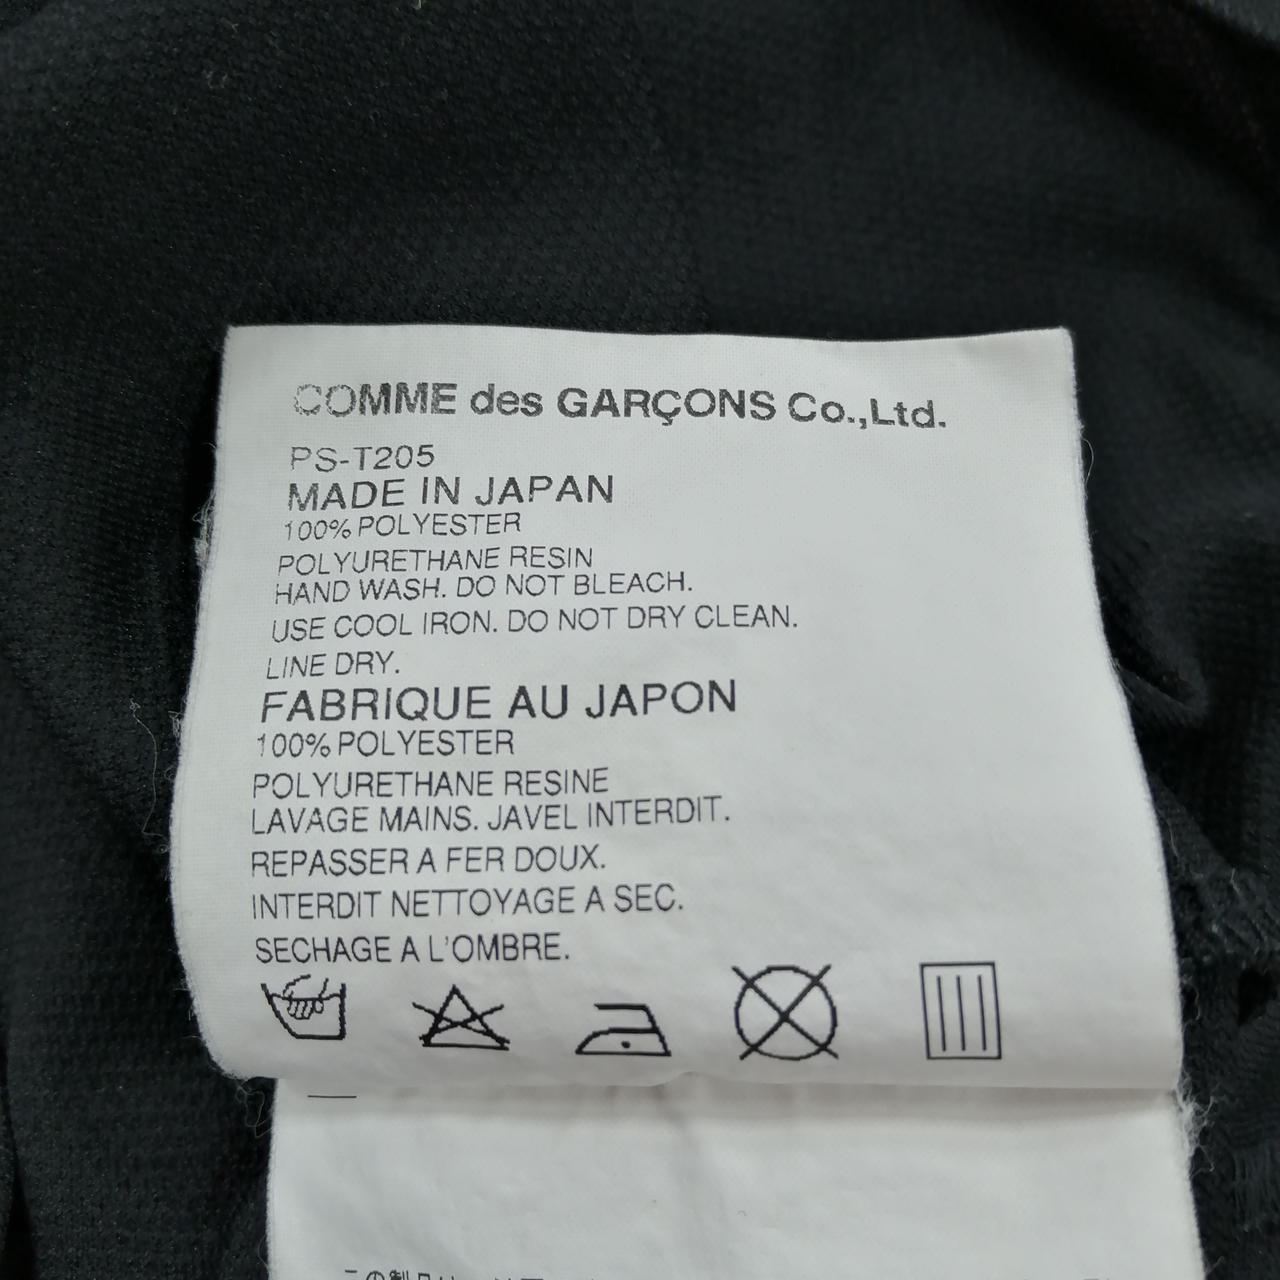 COMME des GARÇONS Co.,Ltd.
PS-T205
MADE IN JAPAN
100% POLYESTER
POLYURETHANE RESIN
HAND WASH. DO NOT BLEACH.
USE COOL IRON. DO NOT DRY CLEAN.
LINE DRY.
FABRIQUE AU JAPON
100% POLYESTER
POLYURETHANE RESINE
LAVAGE MAINS. JAVEL INTERDIT.
REPASSER A FER DOUX.
INTERDIT NETTOYAGE A SEC.
SECHAGE A L'OMBRE.